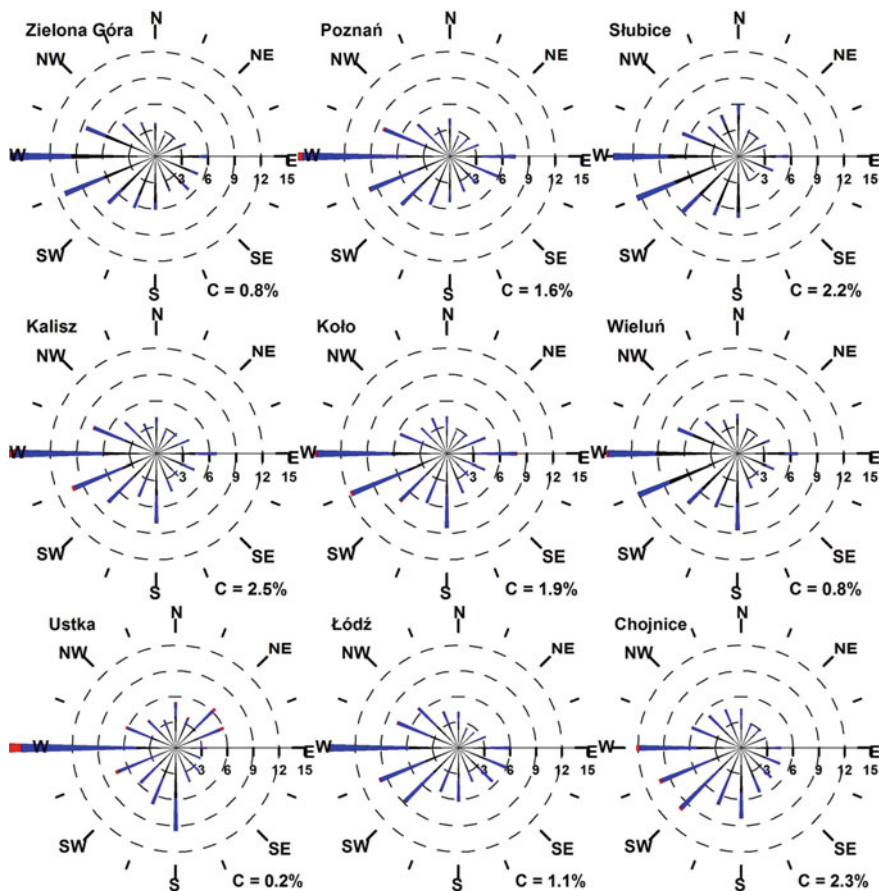 Zielona Góra
N
NW
NE
W
E
3 6 9 12 15
SW
SE
S
C = 0.8%
Poznań
N
NW
NE
W
E
3 6 9 12 15
SW
SE
S
C = 1.6%
Słubice
N
NW
NE
W
E
3 6 9 12 15
SW
SE
S
C = 2.2%
Kalisz
N
NW
NE
W
E
3 6 9 12 15
SW
SE
S
C = 2.5%
Koło
N
NW
NE
W
E
3 6 9 12 15
SW
SE
S
C = 1.9%
Wieluń
N
NW
NE
W
E
3 6 9 12 15
SW
SE
S
C = 0.8%
Ustka
N
NW
NE
W
E
3 6 9 12 15
SW
SE
S
C = 0.2%
Łódź
N
NW
NE
W
E
3 6 9 12 15
SW
SE
S
C = 1.1%
Chojnice
N
NW
NE
W
E
3 6 9 12 15
SW
SE
S
C = 2.3%